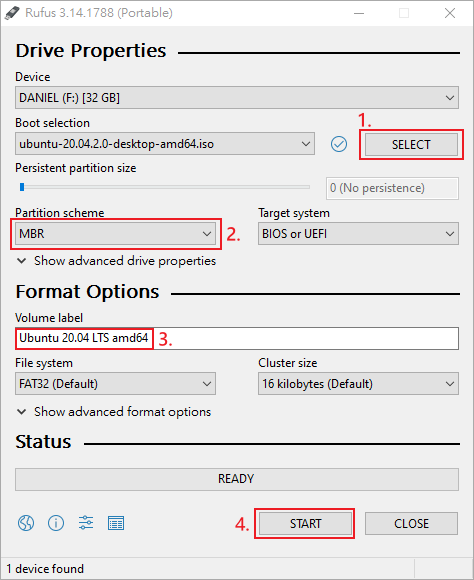 Rufus 3.14.1788 (Portable)
Drive Properties
Device
DANIEL (F:) [32 GB]
1.
Boot selection
ubuntu-20.04.2.0-desktop-amd64.iso
SELECT
Persistent partition size
0 (No persistence)
Partition scheme
Target system
MBR
2.
BIOS or UEFI
Show advanced drive properties
Format Options
Volume label
Ubuntu 20.04 LTS amd64
3.
File system
Cluster size
FAT32 (Default)
16 kilobytes (Default)
Show advanced format options
Status
READY
4.
START
CLOSE
1 device found